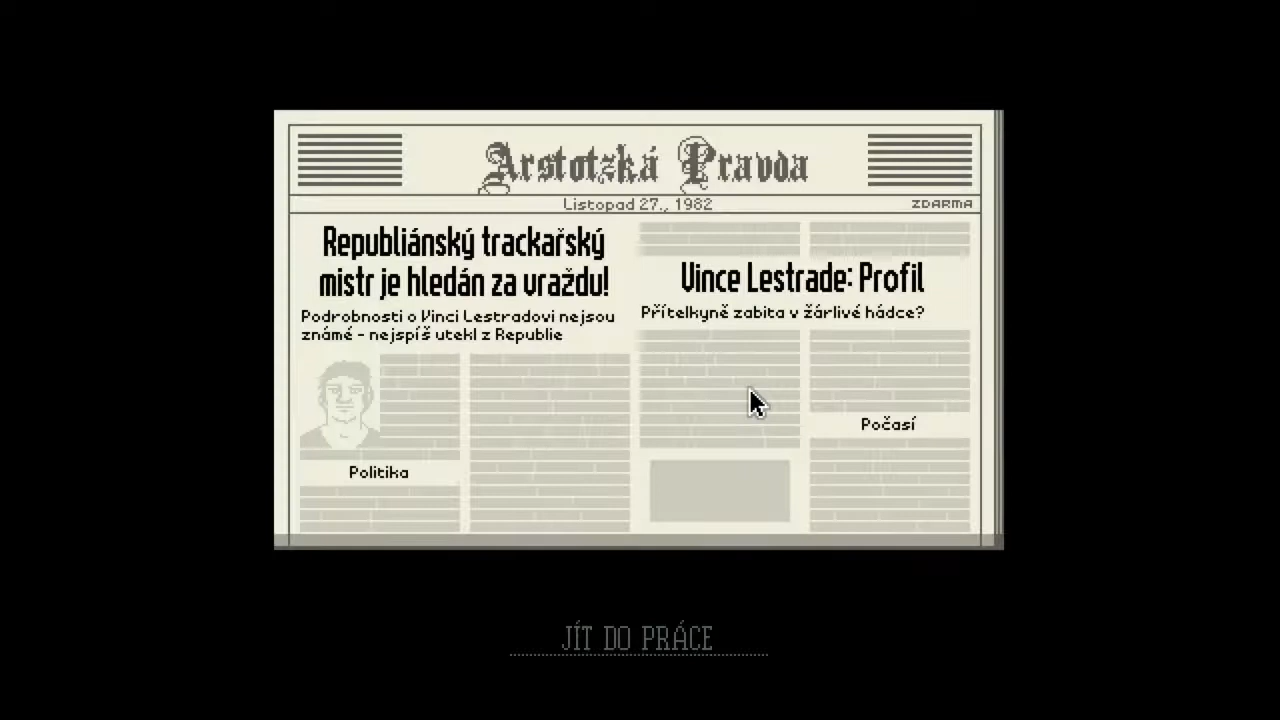 Arstotzká Pravda
Listopad 27., 1982
ZDARMA
Republiánský trackařský
mistr je hledán za vraždu!
Podrobnosti o Vinci Lestradovi nejsou
známé - nejspíš utekl z Republie
Politika
Vince Lestrade: Profil
Přítelkyně zabita v žárlivé hádce?
Počasí
JÍT DO PRÁCE